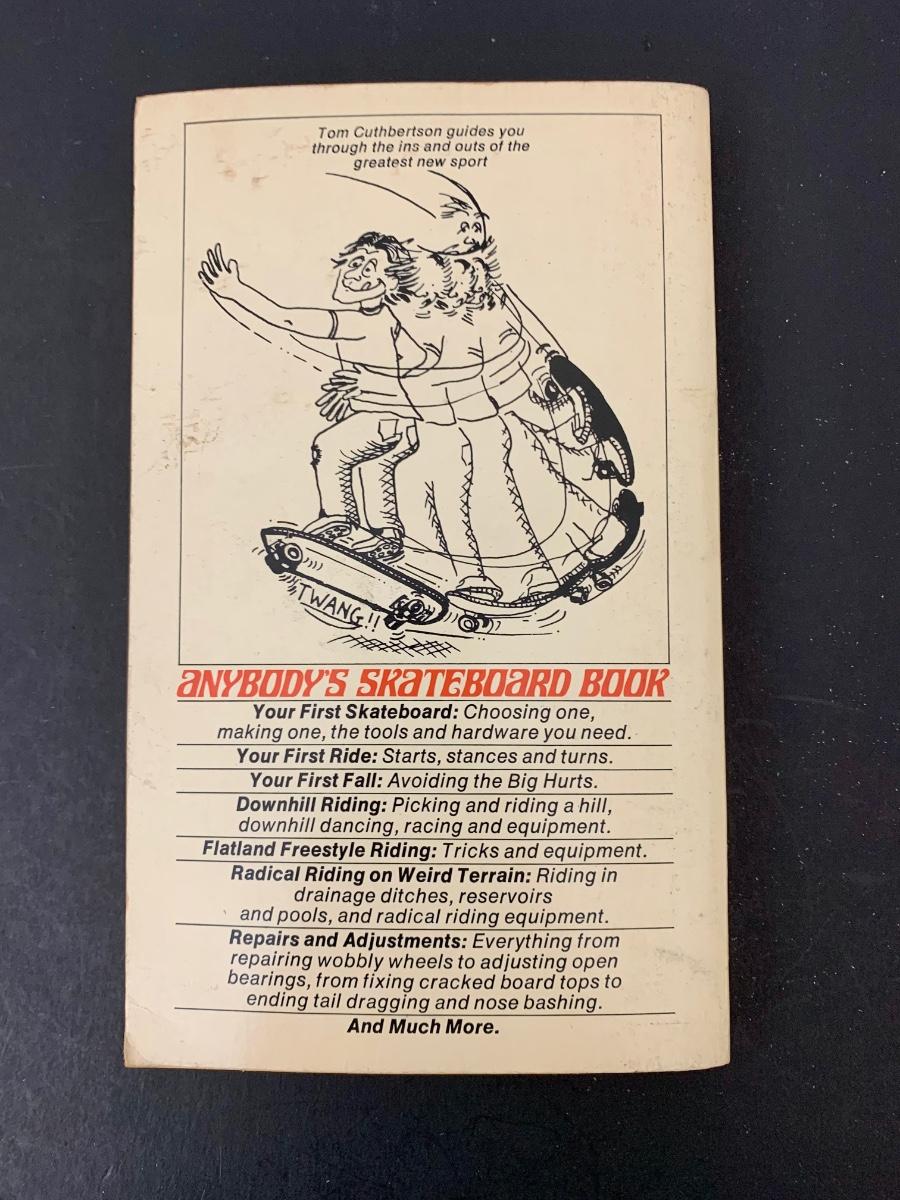 Tom Cuthbertson guides you
through the ins and outs of the
greatest new sport
TWANG!!
ANYBODY'S SKATEBOARD BOOK
Your First Skateboard: Choosing one,
making one, the tools and hardware you need.
Your First Ride: Starts, stances and turns.
Your First Fall: Avoiding the Big Hurts.
Downhill Riding: Picking and riding a hill,
downhill dancing, racing and equipment.
Flatland Freestyle Riding: Tricks and equipment.
Radical Riding on Weird Terrain: Riding in
drainage ditches, reservoirs
and pools, and radical riding equipment.
Repairs and Adjustments: Everything from
repairing wobbly wheels to adjusting open
bearings, from fixing cracked board tops to
ending tail dragging and nose bashing.
And Much More.